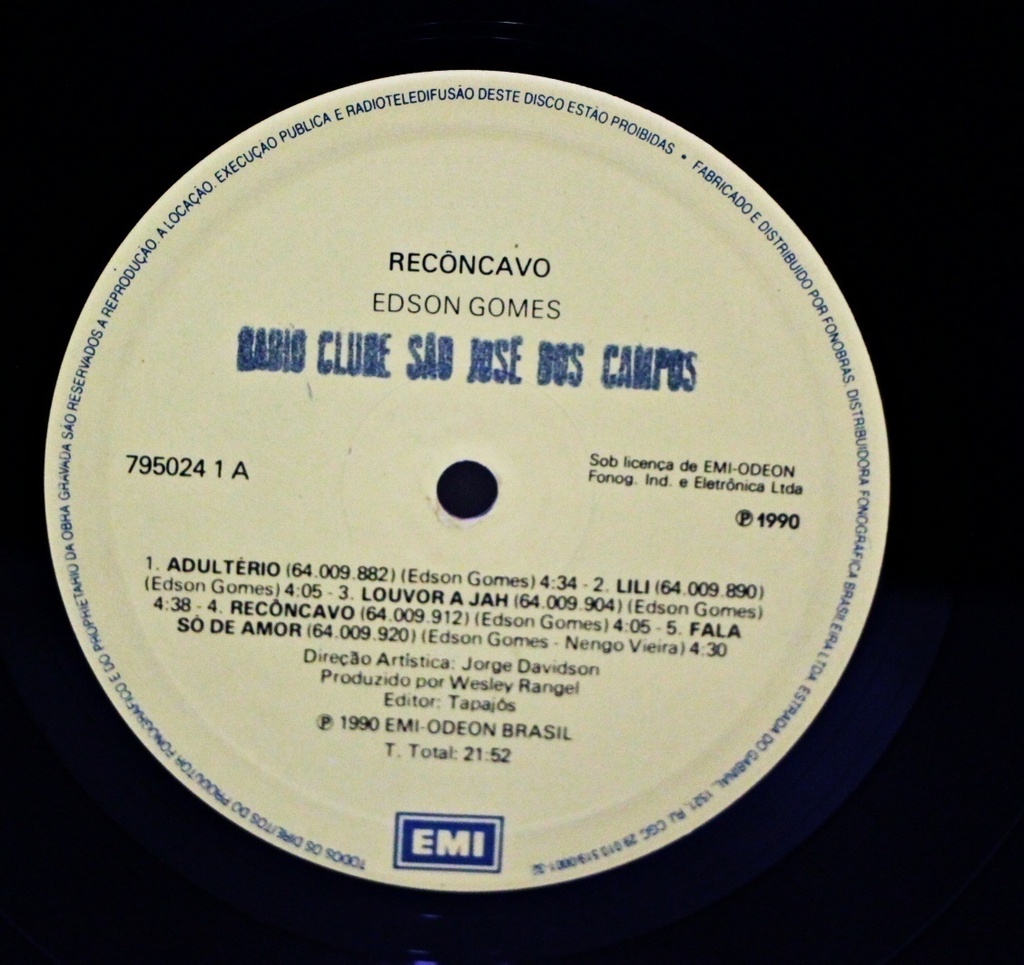 TODOS OS DIREITOS DO PRODUTOR FONOGRÁFICO E DO PROPRIETÁRIO DA OBRA GRAVADA SÃO RESERVADOS A REPRODUÇÃO. A LOCAÇÃO. EXECUÇÃO PUBLICA E RADIOTELEDIFUSÃO DESTE DISCO ESTÃO PROIBIDAS • FABRICADO E DISTRIBUIDO POR FONOBRAS, DISTRIBUIDORA FONOGRÁFICA BRASILEIRA LTDA ESTRADA DO GABINAL, 1521, RJ. CGC 29 010 519/0001-32
RECÔNCAVO
EDSON GOMES
RADIO CLUBE SÃO JOSÉ DOS CAMPOS
795024 1 A
Sob licença de EMI-ODEON
Fonog. Ind. e Eletrônica Ltda
℗ 1990
1. ADULTÉRIO (64.009.882) (Edson Gomes) 4:34 - 2. LILI (64.009.890)
(Edson Gomes) 4:05 - 3. LOUVOR A JAH (64.009.904) (Edson Gomes)
4:38 - 4. RECÔNCAVO (64.009.912) (Edson Gomes) 4:05 - 5. FALA
SÓ DE AMOR (64.009.920) (Edson Gomes - Nengo Vieira) 4:30
Direção Artística: Jorge Davidson
Produzido por Wesley Rangel
Editor: Tapajós
℗ 1990 EMI-ODEON BRASIL
T. Total: 21:52
EMI